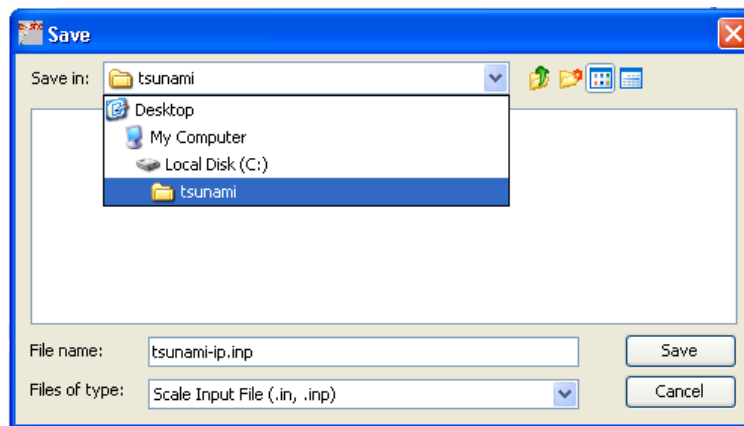 Save
Save in: tsunami
Desktop
My Computer
Local Disk (C:)
tsunami
File name: tsunami-ip.inp Save
Files of type: Scale Input File (.in, .inp) Cancel